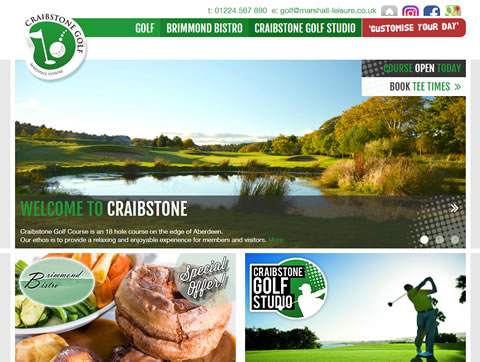 t: 01224 567 890 e: golf@marshall-leisure.co.uk
CRAIBSTONE GOLF
MARSHALL LEISURE
GOLF BRIMMOND BISTRO CRAIBSTONE GOLF STUDIO 'CUSTOMISE YOUR DAY'
COURSE OPEN TODAY
BOOK TEE TIMES »
WELCOME TO CRAIBSTONE
Craibstone Golf Course is an 18 hole course on the edge of Aberdeen.
Our ethos is to provide a relaxing and enjoyable experience for members and visitors. More
Brimmond
Bistro
Special
Offer!
CRAIBSTONE
GOLF
STUDIO